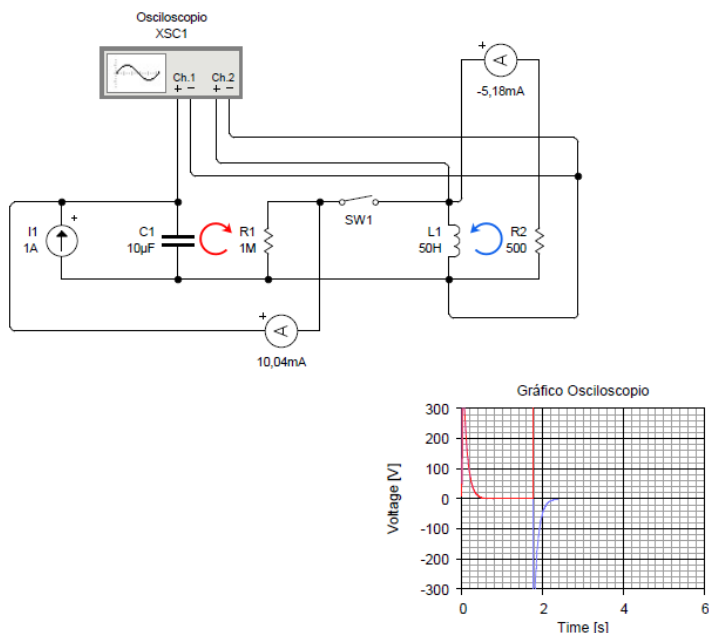 Osciloscopio
XSC1
Ch.1 Ch.2
+ − + −
+ A
-5,18mA
+
I1
1A
C1
10µF
R1
1M
SW1
L1
50H
R2
500
+ A
10,04mA
Gráfico Osciloscopio
Voltage [V]
300
200
100
0
-100
-200
-300
0 2 4 6
Time [s]